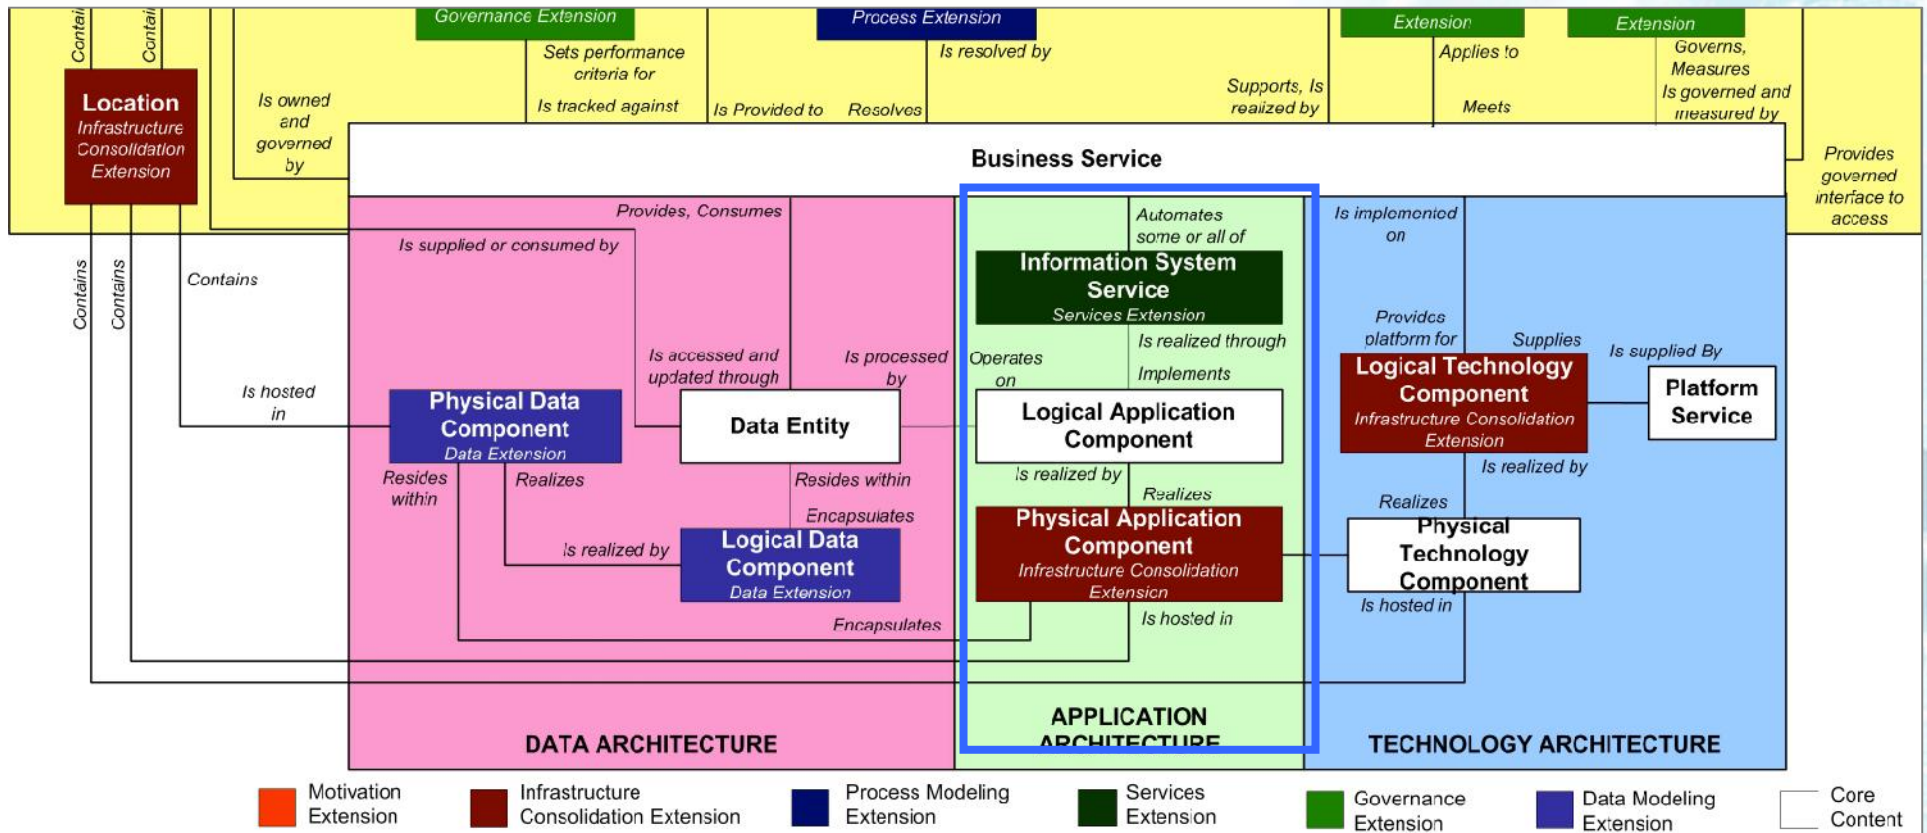 Governance Extension
Process Extension
Extension
Extension
Contai
Contai
Sets performance
criteria for
Is tracked against
Is resolved by
Resolves
Is Provided to
Supports, Is
realized by
Applies to
Meets
Governs,
Measures
Is governed and
measured by
Location
Infrastructure
Consolidation
Extension
Is owned
and
governed
by
Business Service
Provides
governed
interface to
access
Provides, Consumes
Is supplied or consumed by
Contains
Contains
Contains
Automates
some or all of
Information System
Service
Services Extension
Is implemented
on
Is accessed and
updated through
Is processed
by
Operates
on
Is realized through
Implements
Provides
platform for
Supplies
Is supplied By
Is hosted
in
Physical Data
Component
Data Extension
Data Entity
Logical Application
Component
Logical Technology
Component
Infrastructure Consolidation
Extension
Platform
Service
Resides
within
Realizes
Resides within
Encapsulates
Is realized by
Realizes
Is realized by
Realizes
Is realized by
Logical Data
Component
Data Extension
Physical Application
Component
Infrastructure Consolidation
Extension
Physical
Technology
Component
Is hosted in
Encapsulates
Is hosted in
DATA ARCHITECTURE
APPLICATION
ARCHITECTURE
TECHNOLOGY ARCHITECTURE
Motivation
Extension
Infrastructure
Consolidation Extension
Process Modeling
Extension
Services
Extension
Governance
Extension
Data Modeling
Extension
Core
Content